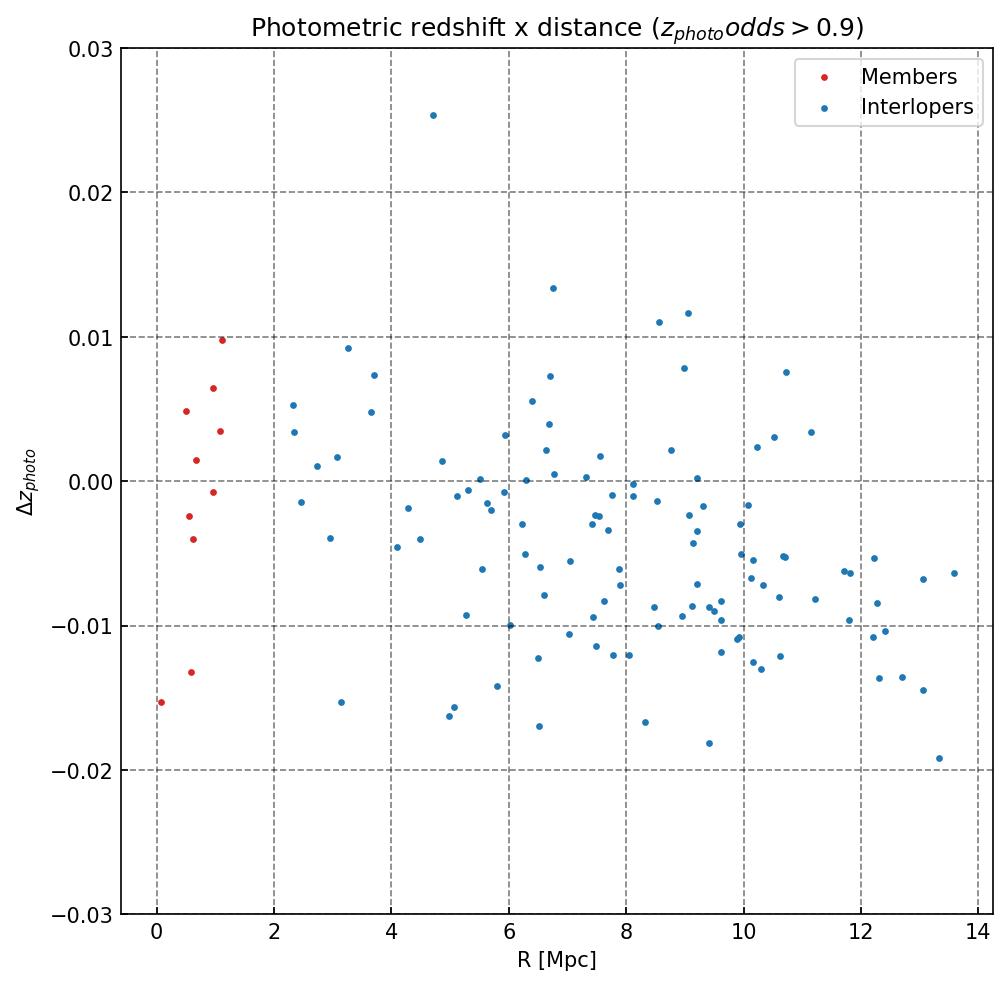 Photometric redshift x distance ($z_{photo}odds > 0.9$)
Members
Interlopers
0.03
0.02
0.01
0.00
−0.01
−0.02
−0.03
$\Delta z_{photo}$
0 2 4 6 8 10 12 14
R [Mpc]